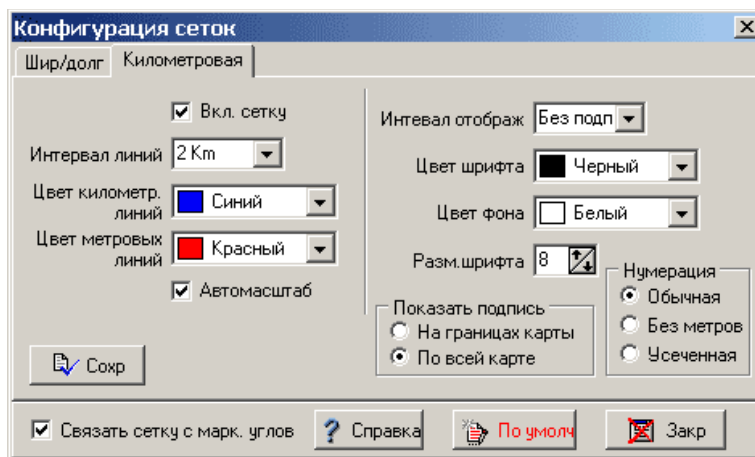 Конфигурация сеток
Шир/долг Километровая
Вкл. сетку
Интервал линий 2 Km
Цвет километр. линий Синий
Цвет метровых линий Красный
Автомасштаб
Сохр
Интевал отображ Без подп
Цвет шрифта Черный
Цвет фона Белый
Разм.шрифта 8
Показать подпись
На границах карты
По всей карте
Нумерация
Обычная
Без метров
Усеченная
Связать сетку с марк. углов ? Справка По умолч Закр